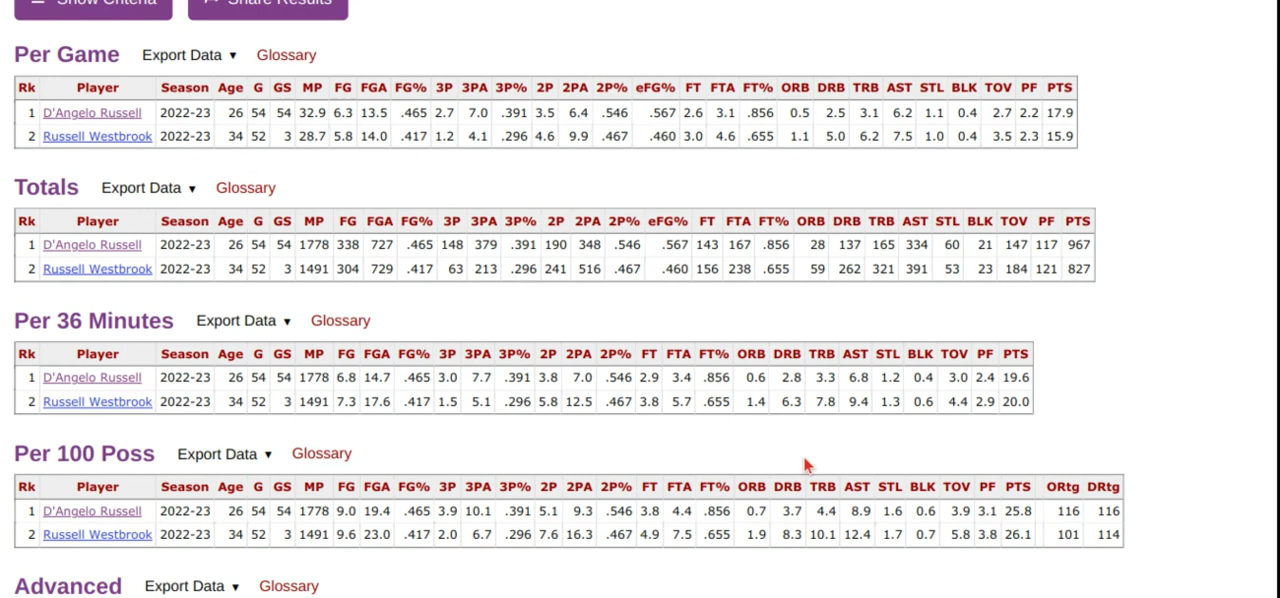 Show Criteria Share Results
Per Game Export Data ▼ Glossary
Rk Player Season Age G GS MP FG FGA FG% 3P 3PA 3P% 2P 2PA 2P% eFG% FT FTA FT% ORB DRB TRB AST STL BLK TOV PF PTS
1 D'Angelo Russell 2022-23 26 54 54 32.9 6.3 13.5 .465 2.7 7.0 .391 3.5 6.4 .546 .567 2.6 3.1 .856 0.5 2.5 3.1 6.2 1.1 0.4 2.7 2.2 17.9
2 Russell Westbrook 2022-23 34 52 3 28.7 5.8 14.0 .417 1.2 4.1 .296 4.6 9.9 .467 .460 3.0 4.6 .655 1.1 5.0 6.2 7.5 1.0 0.4 3.5 2.3 15.9
Totals Export Data ▼ Glossary
Rk Player Season Age G GS MP FG FGA FG% 3P 3PA 3P% 2P 2PA 2P% eFG% FT FTA FT% ORB DRB TRB AST STL BLK TOV PF PTS
1 D'Angelo Russell 2022-23 26 54 54 1778 338 727 .465 148 379 .391 190 348 .546 .567 143 167 .856 28 137 165 334 60 21 147 117 967
2 Russell Westbrook 2022-23 34 52 3 1491 304 729 .417 63 213 .296 241 516 .467 .460 156 238 .655 59 262 321 391 53 23 184 121 827
Per 36 Minutes Export Data ▼ Glossary
Rk Player Season Age G GS MP FG FGA FG% 3P 3PA 3P% 2P 2PA 2P% FT FTA FT% ORB DRB TRB AST STL BLK TOV PF PTS
1 D'Angelo Russell 2022-23 26 54 54 1778 6.8 14.7 .465 3.0 7.7 .391 3.8 7.0 .546 2.9 3.4 .856 0.6 2.8 3.3 6.8 1.2 0.4 3.0 2.4 19.6
2 Russell Westbrook 2022-23 34 52 3 1491 7.3 17.6 .417 1.5 5.1 .296 5.8 12.5 .467 3.8 5.7 .655 1.4 6.3 7.8 9.4 1.3 0.6 4.4 2.9 20.0
Per 100 Poss Export Data ▼ Glossary
Rk Player Season Age G GS MP FG FGA FG% 3P 3PA 3P% 2P 2PA 2P% FT FTA FT% ORB DRB TRB AST STL BLK TOV PF PTS ORtg DRtg
1 D'Angelo Russell 2022-23 26 54 54 1778 9.0 19.4 .465 3.9 10.1 .391 5.1 9.3 .546 3.8 4.4 .856 0.7 3.7 4.4 8.9 1.6 0.6 3.9 3.1 25.8 116 116
2 Russell Westbrook 2022-23 34 52 3 1491 9.6 23.0 .417 2.0 6.7 .296 7.6 16.3 .467 4.9 7.5 .655 1.9 8.3 10.1 12.4 1.7 0.7 5.8 3.8 26.1 101 114
Advanced Export Data ▼ Glossary